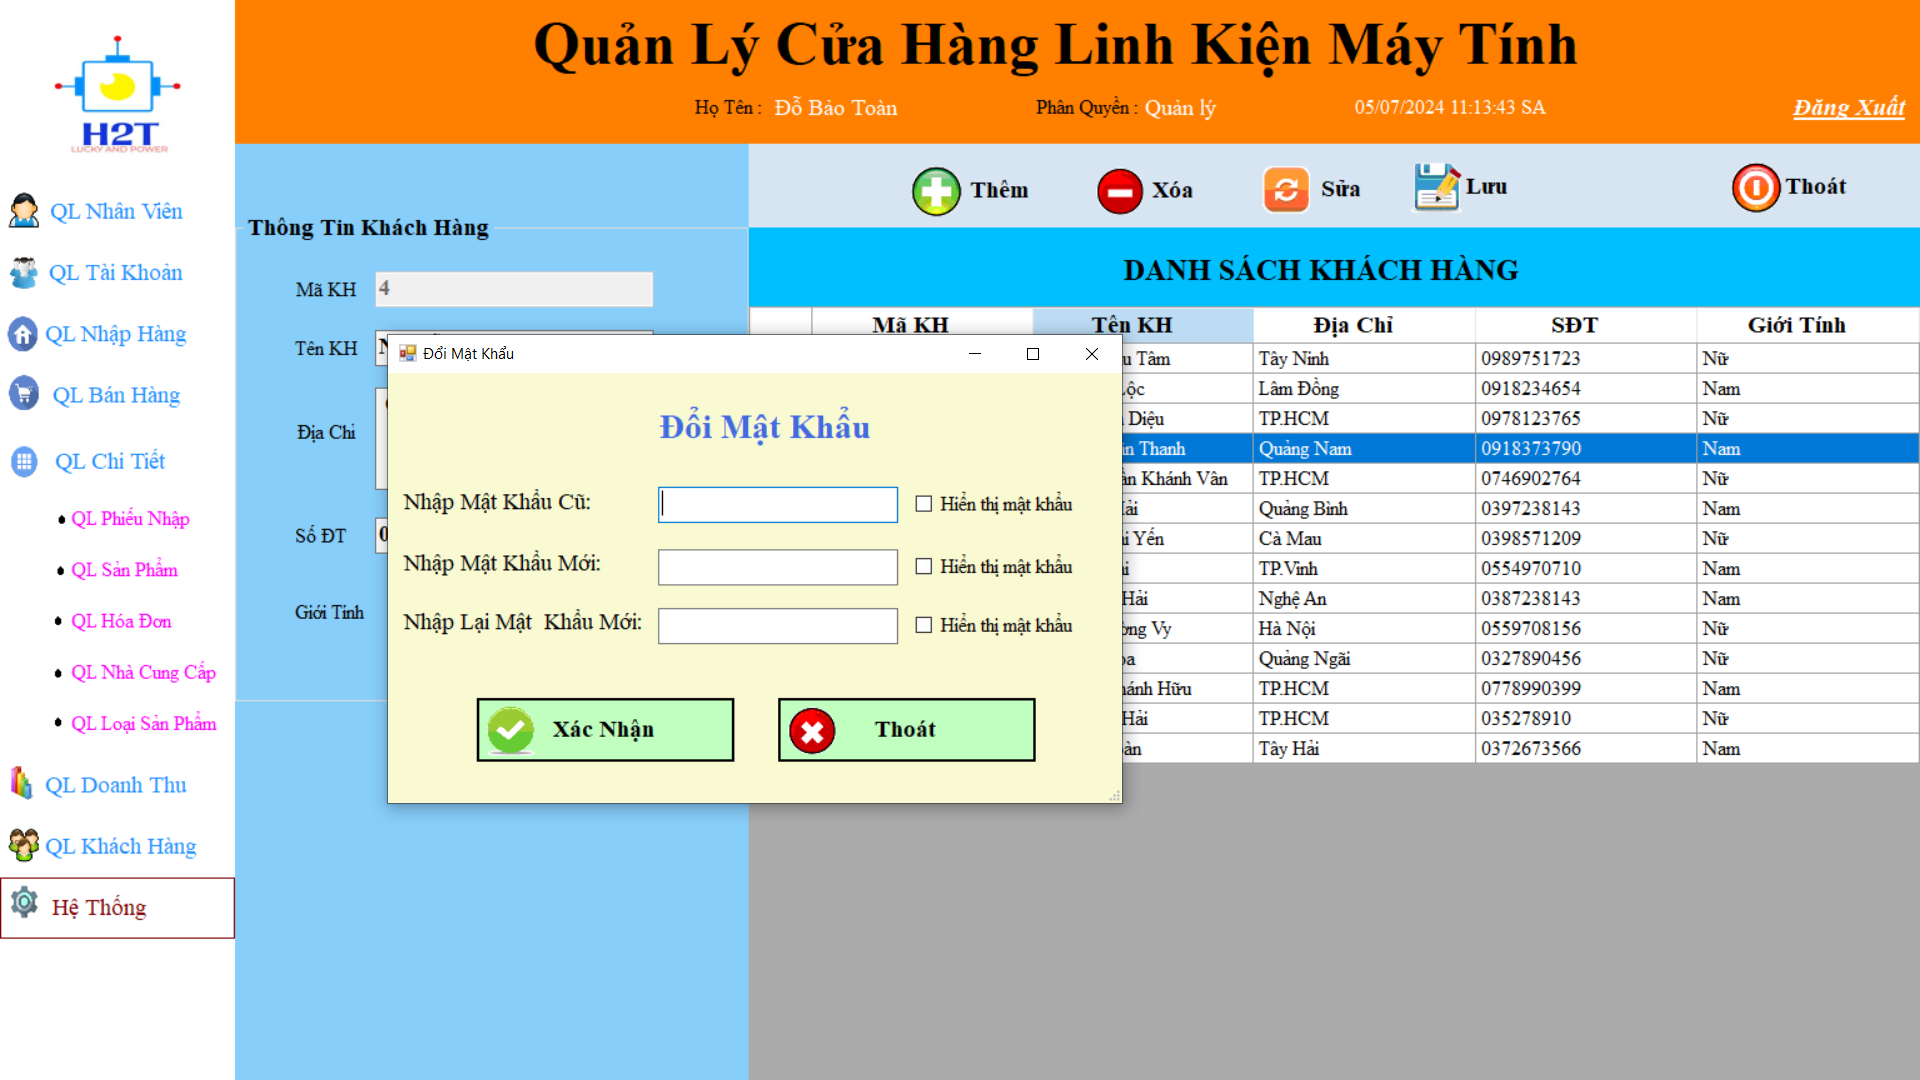 Quản Lý Cửa Hàng Linh Kiện Máy Tính
Họ Tên : Đỗ Bảo Toàn
Phân Quyền : Quản lý
05/07/2024 11:13:43 SA
Đăng Xuất
H2T
LUCKY AND POWER
QL Nhân Viên
QL Tài Khoản
QL Nhập Hàng
QL Bán Hàng
QL Chi Tiết
QL Phiếu Nhập
QL Sản Phẩm
QL Hóa Đơn
QL Nhà Cung Cấp
QL Loại Sản Phẩm
QL Doanh Thu
QL Khách Hàng
Hệ Thống
Thêm
Xóa
Sửa
Lưu
Thoát
Thông Tin Khách Hàng
Mã KH 4
Tên KH
Địa Chỉ
Số ĐT 0
Giới Tính
DANH SÁCH KHÁCH HÀNG
Mã KH Tên KH Địa Chỉ SĐT Giới Tính
Tâm Tây Ninh 0989751723 Nữ
Lộc Lâm Đồng 0918234654 Nam
Diệu TP.HCM 0978123765 Nữ
Thanh Quảng Nam 0918373790 Nam
Khánh Vân TP.HCM 0746902764 Nữ
Quảng Bình 0397238143 Nam
Yến Cà Mau 0398571209 Nữ
TP.Vinh 0554970710 Nam
Hải Nghệ An 0387238143 Nam
Vy Hà Nội 0559708156 Nữ
Quảng Ngãi 0327890456 Nữ
Hữu TP.HCM 0778990399 Nam
Hải TP.HCM 035278910 Nữ
Tây Hải 0372673566 Nam
Đổi Mật Khẩu
Đổi Mật Khẩu
Nhập Mật Khẩu Cũ:
Hiển thị mật khẩu
Nhập Mật Khẩu Mới:
Hiển thị mật khẩu
Nhập Lại Mật Khẩu Mới:
Hiển thị mật khẩu
Xác Nhận
Thoát